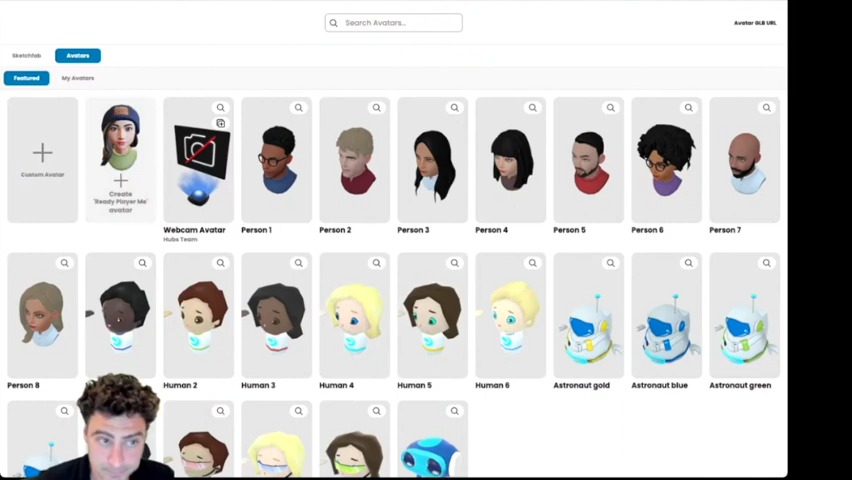 Search Avatars...
Avatar GLB URL
Sketchfab
Avatars
Featured
My Avatars
Custom Avatar
Create
'Ready Player Me'
avatar
Webcam Avatar
Hubs Team
Person 1
Person 2
Person 3
Person 4
Person 5
Person 6
Person 7
Person 8
Human 2
Human 3
Human 4
Human 5
Human 6
Astronaut gold
Astronaut blue
Astronaut green